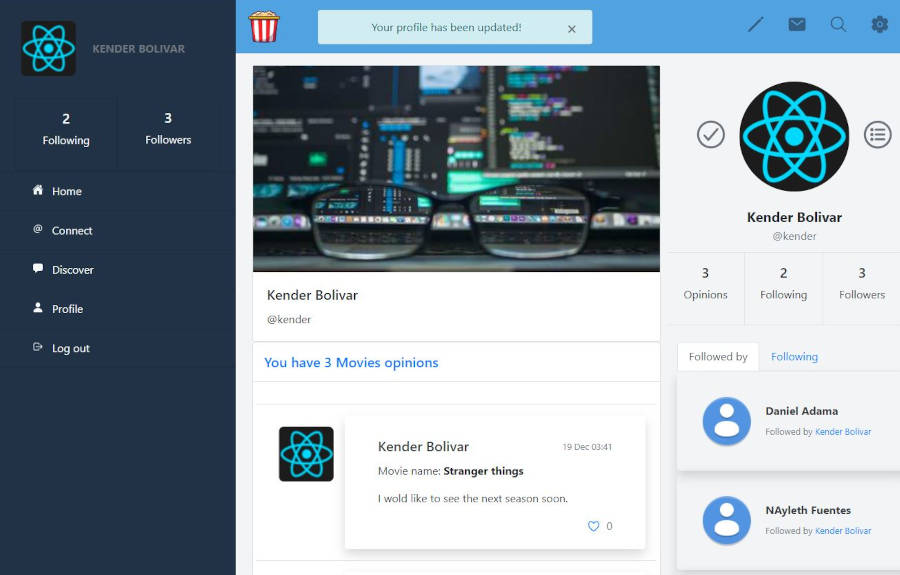 KENDER BOLIVAR
2
Following
3
Followers
Home
Connect
Discover
Profile
Log out
Your profile has been updated!
Kender Bolivar
@kender
You have 3 Movies opinions
Kender Bolivar
19 Dec 03:41
Movie name: Stranger things
I wold like to see the next season soon.
0
Kender Bolivar
@kender
3
Opinions
2
Following
3
Followers
Followed by
Following
Daniel Adama
Followed by Kender Bolivar
NAyleth Fuentes
Followed by Kender Bolivar